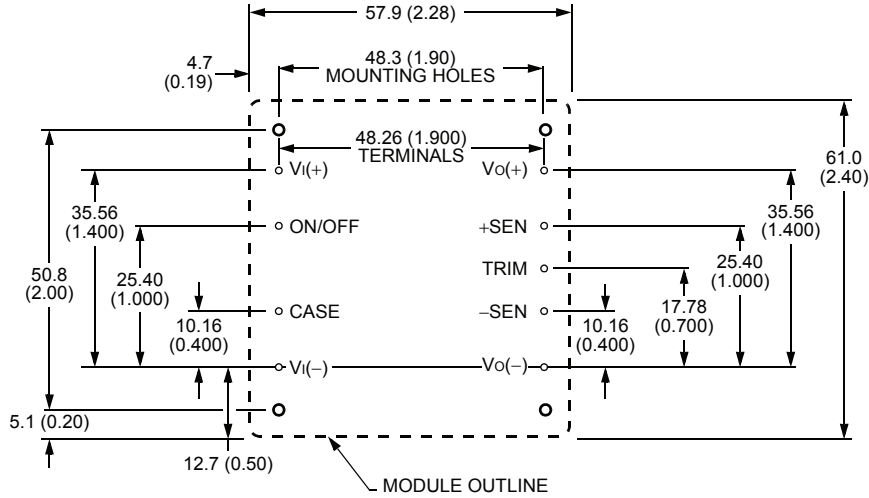 57.9 (2.28)
4.7
(0.19)
48.3 (1.90)
MOUNTING HOLES
48.26 (1.900)
TERMINALS
VI(+)
VO(+)
61.0
(2.40)
35.56
(1.400)
35.56
(1.400)
ON/OFF
+SEN
50.8
(2.00)
25.40
(1.000)
TRIM
25.40
(1.000)
10.16
(0.400)
CASE
–SEN
10.16
(0.400)
17.78
(0.700)
VI(–)
VO(–)
5.1 (0.20)
12.7 (0.50)
MODULE OUTLINE